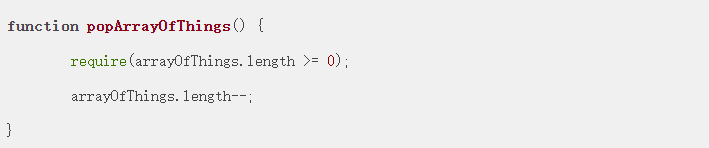 function popArrayOfThings() {
require(arrayOfThings.length >= 0);
arrayOfThings.length--;
}